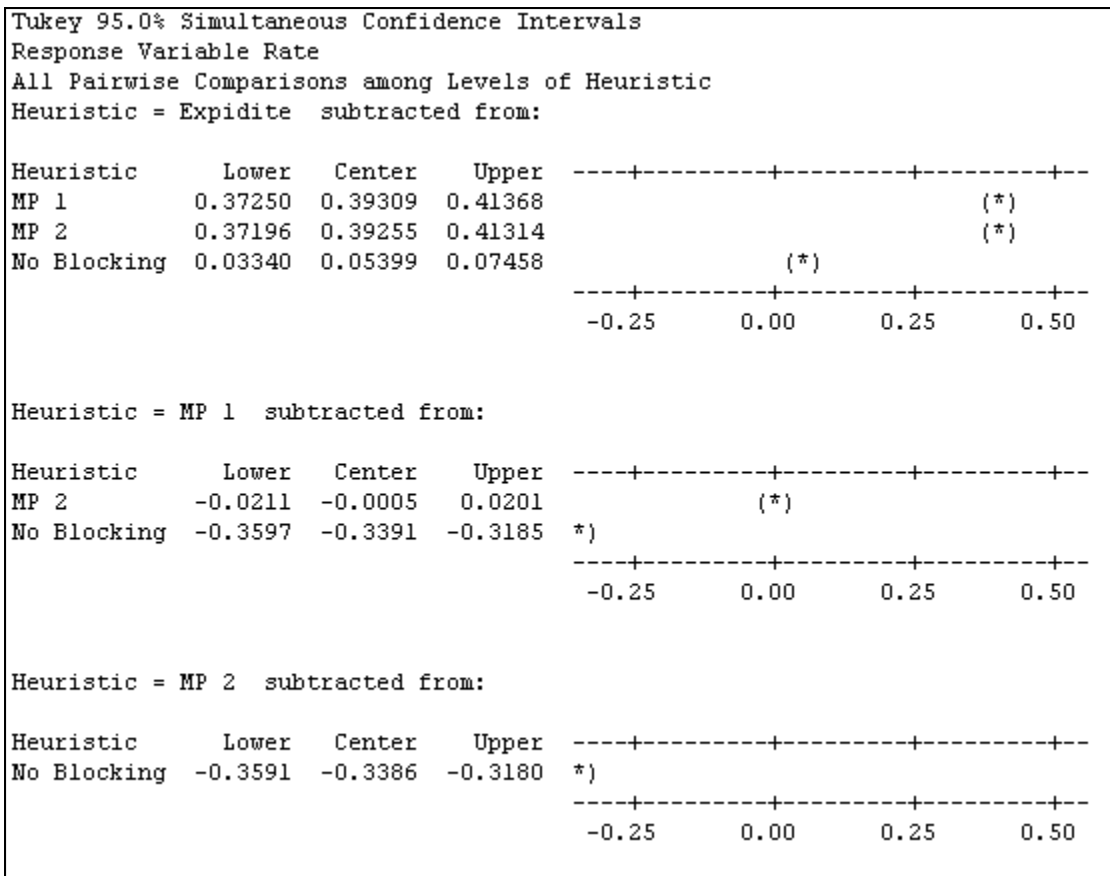 Tukey 95.0% Simultaneous Confidence Intervals
Response Variable Rate
All Pairwise Comparisons among Levels of Heuristic
Heuristic = Expidite  subtracted from:
Heuristic       Lower   Center    Upper  ----+---------+---------+---------+--
MP 1          0.37250  0.39309  0.41368                               (*)
MP 2          0.37196  0.39255  0.41314                               (*)
No Blocking   0.03340  0.05399  0.07458                 (*)
----+---------+---------+---------+--
-0.25      0.00      0.25      0.50
Heuristic = MP 1  subtracted from:
Heuristic       Lower   Center    Upper  ----+---------+---------+---------+--
MP 2          -0.0211  -0.0005   0.0201               (*)
No Blocking   -0.3597  -0.3391  -0.3185  *)
----+---------+---------+---------+--
-0.25      0.00      0.25      0.50
Heuristic = MP 2  subtracted from:
Heuristic       Lower   Center    Upper  ----+---------+---------+---------+--
No Blocking   -0.3591  -0.3386  -0.3180  *)
----+---------+---------+---------+--
-0.25      0.00      0.25      0.50